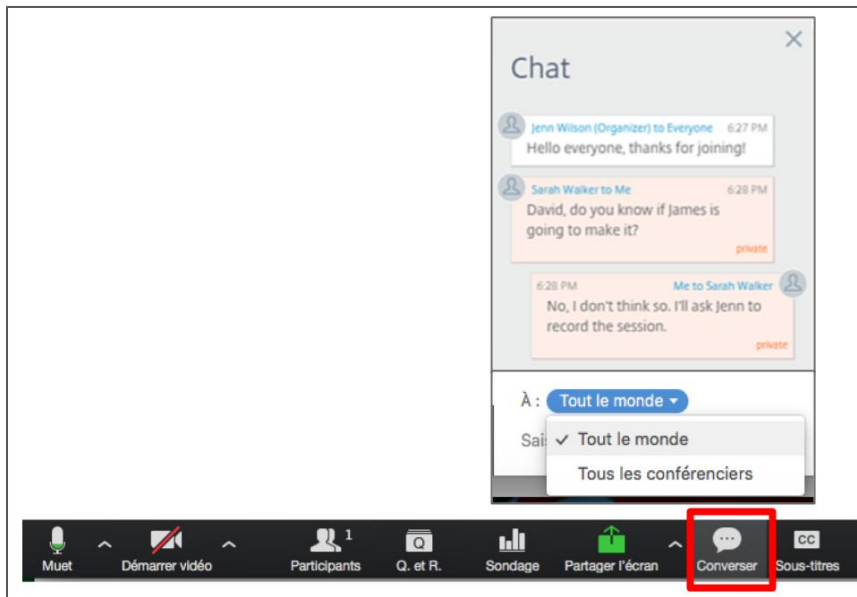 Chat
Jenn Wilson (Organizer) to Everyone 6:27 PM
Hello everyone, thanks for joining!
Sarah Walker to Me 6:28 PM
David, do you know if James is
going to make it?
private
6:28 PM Me to Sarah Walker
No, I don't think so. I'll ask Jenn to
record the session.
private
À : Tout le monde
Sais
✓ Tout le monde
Tous les conférenciers
1
Q
CC
Muet Démarrer vidéo Participants Q. et R. Sondage Partager l'écran Converser Sous-titres